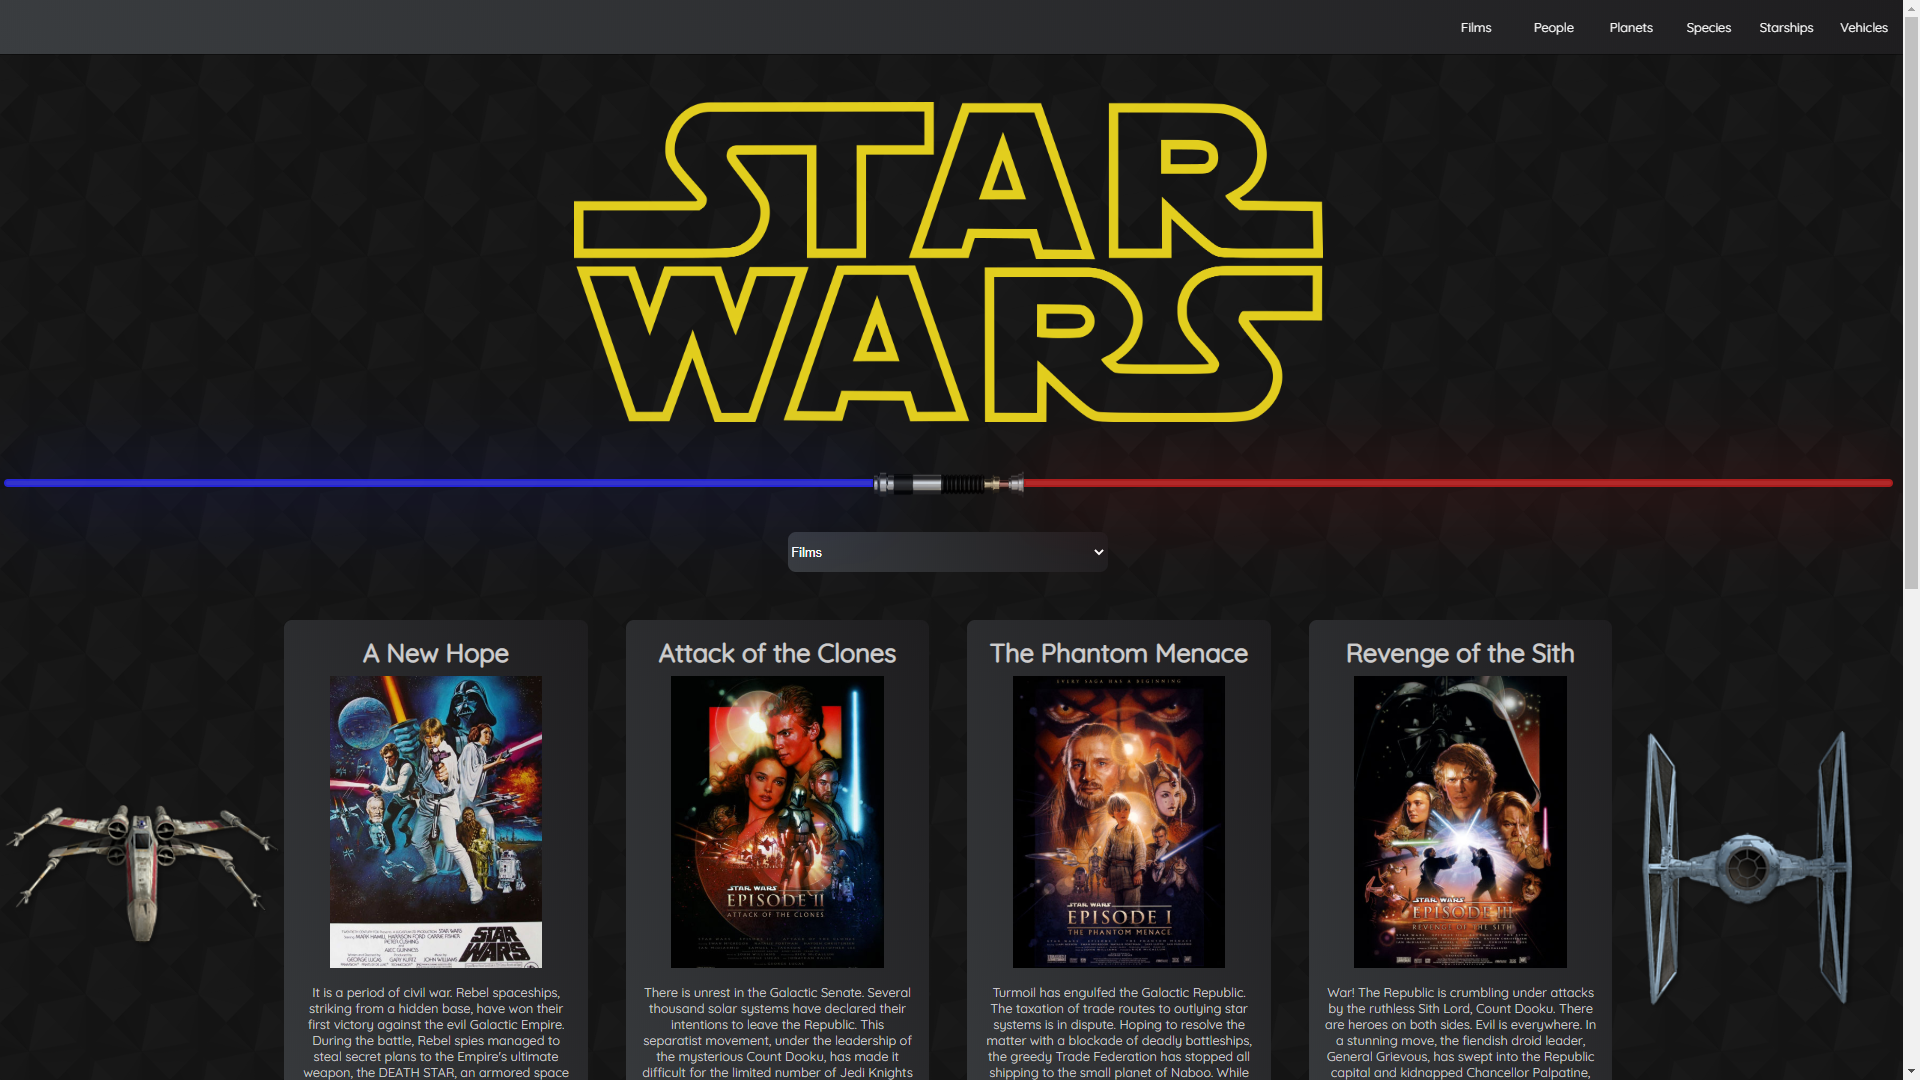 Films People Planets Species Starships Vehicles
STAR
WARS
Films
A New Hope
STAR
WARS
It is a period of civil war. Rebel spaceships,
striking from a hidden base, have won their
first victory against the evil Galactic Empire.
During the battle, Rebel spies managed to
steal secret plans to the Empire's ultimate
weapon, the DEATH STAR, an armored space
Attack of the Clones
STAR WARS
EPISODE II
ATTACK OF THE CLONES
There is unrest in the Galactic Senate. Several
thousand solar systems have declared their
intentions to leave the Republic. This
separatist movement, under the leadership of
the mysterious Count Dooku, has made it
difficult for the limited number of Jedi Knights
The Phantom Menace
EVERY SAGA HAS A BEGINNING
STAR WARS
EPISODE I
THE PHANTOM MENACE
Turmoil has engulfed the Galactic Republic.
The taxation of trade routes to outlying star
systems is in dispute. Hoping to resolve the
matter with a blockade of deadly battleships,
the greedy Trade Federation has stopped all
shipping to the small planet of Naboo. While
Revenge of the Sith
STAR WARS
EPISODE III
REVENGE OF THE SITH
War! The Republic is crumbling under attacks
by the ruthless Sith Lord, Count Dooku. There
are heroes on both sides. Evil is everywhere. In
a stunning move, the fiendish droid leader,
General Grievous, has swept into the Republic
capital and kidnapped Chancellor Palpatine,